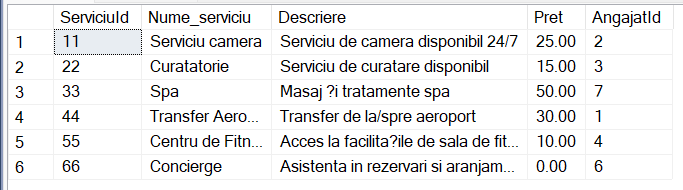 ServiciuId Nume_serviciu Descriere Pret AngajatId
1 11 Serviciu camera Serviciu de camera disponibil 24/7 25.00 2
2 22 Curatatorie Serviciu de curatare disponibil 15.00 3
3 33 Spa Masaj ?i tratamente spa 50.00 7
4 44 Transfer Aero... Transfer de la/spre aeroport 30.00 1
5 55 Centru de Fitn... Acces la facilita?ile de sala de fit... 10.00 4
6 66 Concierge Asistenta in rezervari si aranjam... 0.00 6